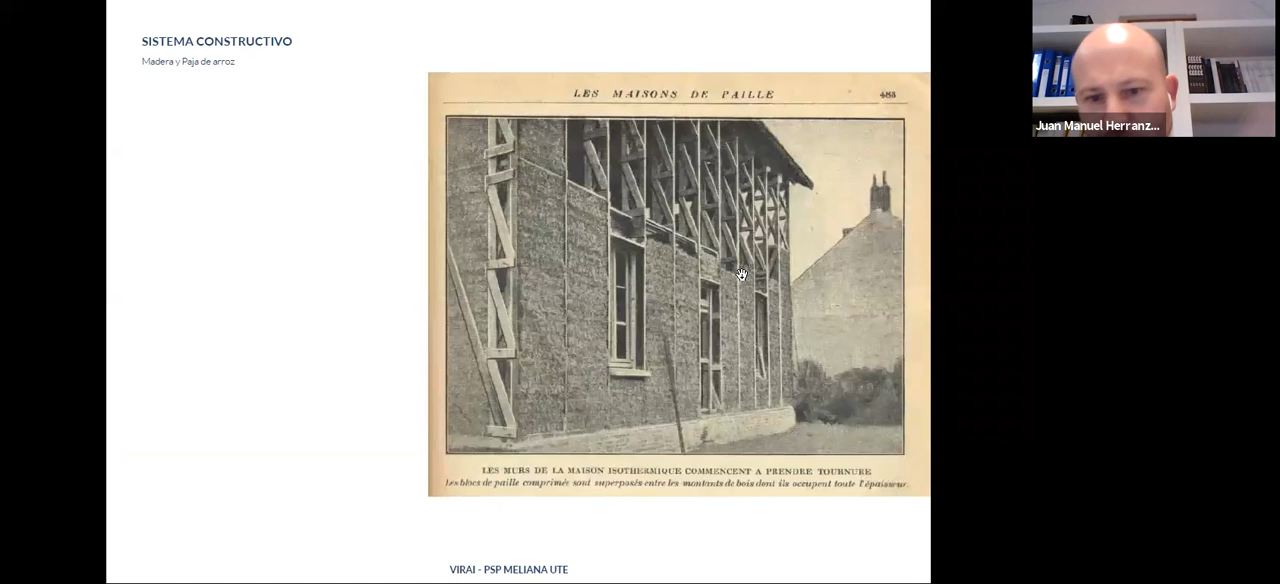 SISTEMA CONSTRUCTIVO
Madera y Paja de arroz
LES MAISONS DE PAILLE 485
LES MURS DE LA MAISON ISOTHERMIQUE COMMENCENT A PRENDRE TOURNURE
Les blocs de paille comprimée sont superposés entre les montants de bois dont ils occupent toute l'épaisseur.
VIRAI - PSP MELIANA UTE
Juan Manuel Herranz...